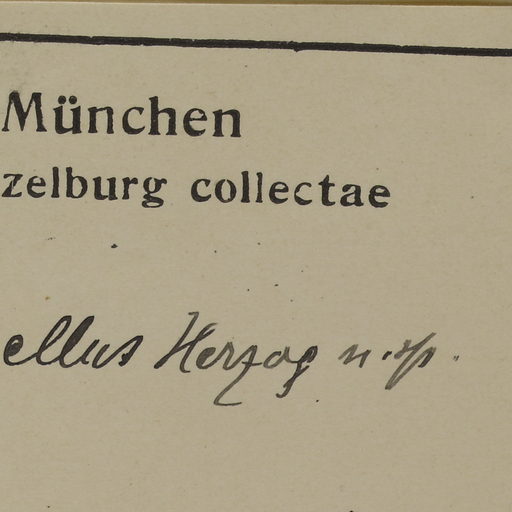 München
zelburg collectae
ellus Herzog n. sp.